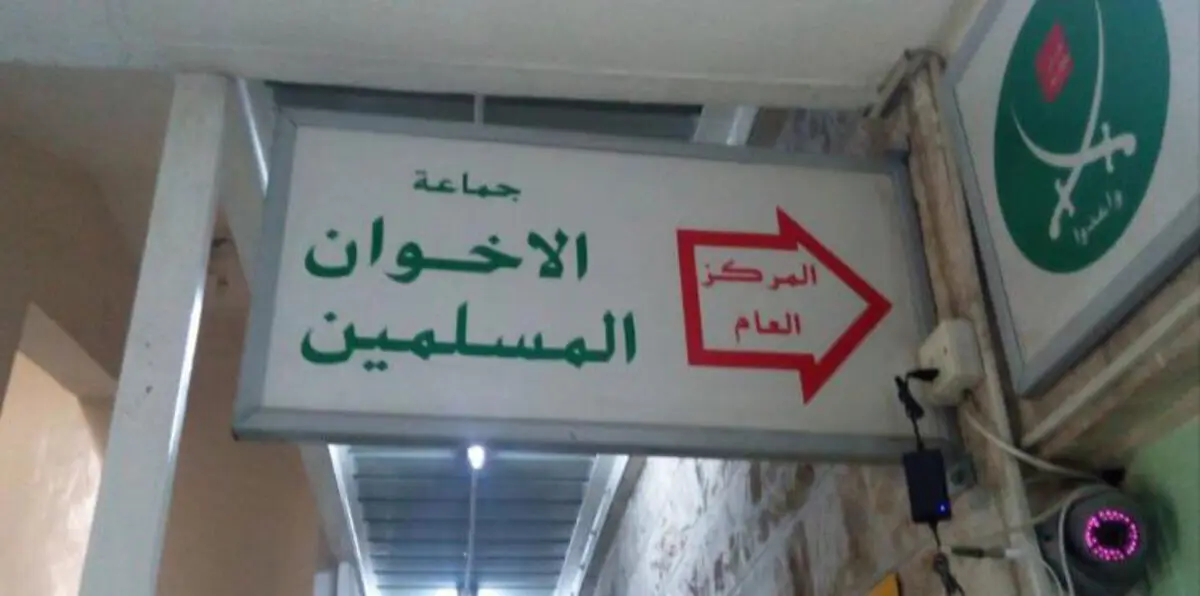 جماعة
الاخوان
المسلمين
المركز
العام
واعدوا